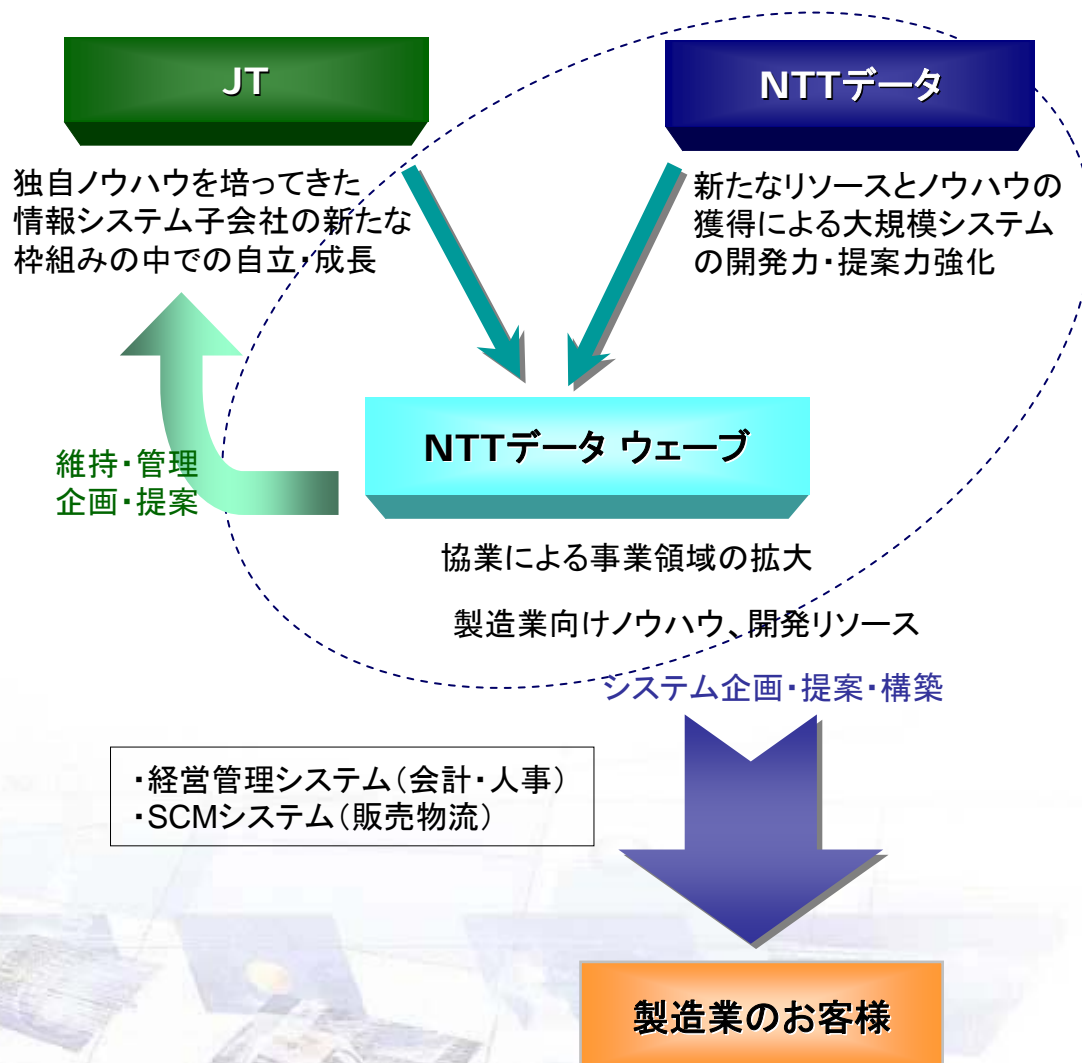 JT
NTTデータ
独自ノウハウを培ってきた
情報システム子会社の新たな
枠組みの中での自立・成長
新たなリソースとノウハウの
獲得による大規模システム
の開発力・提案力強化
NTTデータ ウェーブ
維持・管理
企画・提案
協業による事業領域の拡大
製造業向けノウハウ、開発リソース
システム企画・提案・構築
・経営管理システム（会計・人事）
・SCMシステム（販売物流）
製造業のお客様